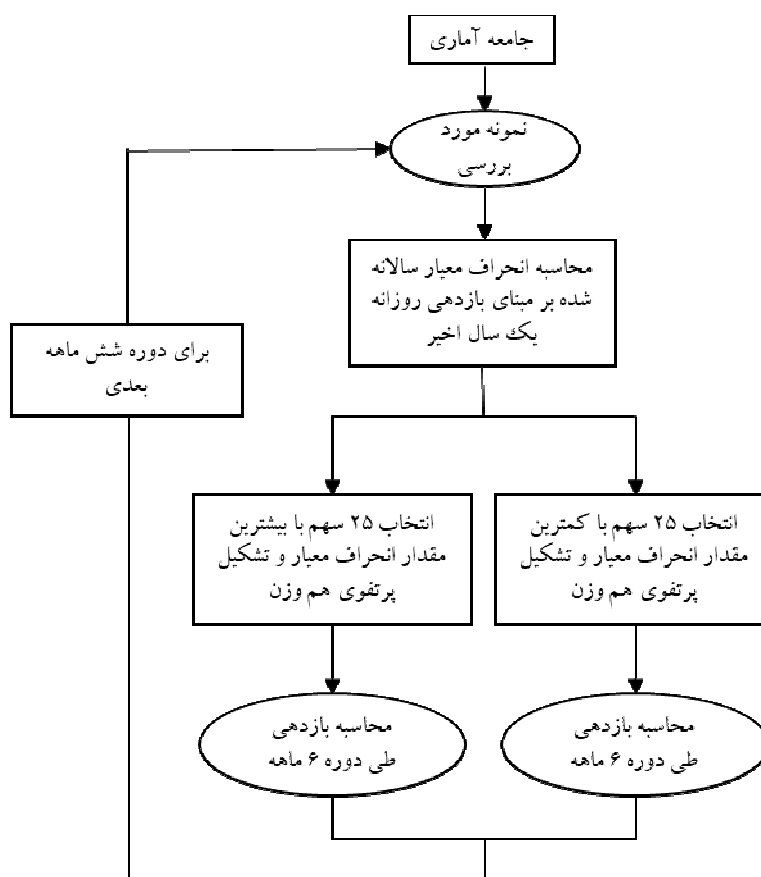 جامعه آماری
نمونه مورد
بررسی
محاسبه انحراف معیار سالانه
شده بر مبنای بازدهی روزانه
یک سال اخیر
برای دوره شش ماهه
بعدی
انتخاب ۲۵ سهم با کمترین
مقدار انحراف معیار و تشکیل
پرتفوی هم وزن
انتخاب ۲۵ سهم با بیشترین
مقدار انحراف معیار و تشکیل
پرتفوی هم وزن
محاسبه بازدهی
طی دوره ۶ ماهه
محاسبه بازدهی
طی دوره ۶ ماهه